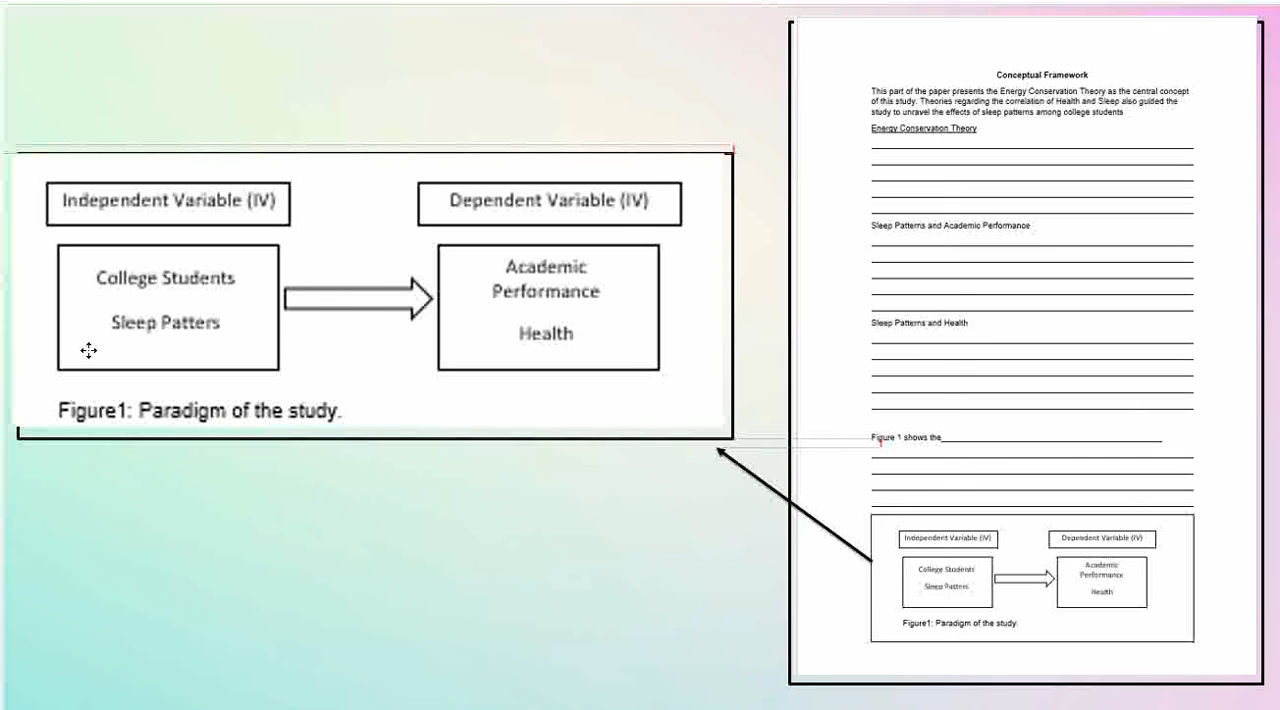 Independent Variable (IV)
Dependent Variable (IV)
College Students
Sleep Patters
Academic
Performance
Health
Figure1: Paradigm of the study.
Conceptual Framework
This part of the paper presents the Energy Conservation Theory as the central concept
of this study. Theories regarding the correlation of Health and Sleep also guided the
study to unravel the effects of sleep patterns among college students
Energy Conservation Theory
Sleep Patterns and Academic Performance
Sleep Patterns and Health
Figure 1 shows the
Independent Variable (IV)
Dependent Variable (IV)
College Students
Sleep Patters
Academic
Performance
Health
Figure1: Paradigm of the study.